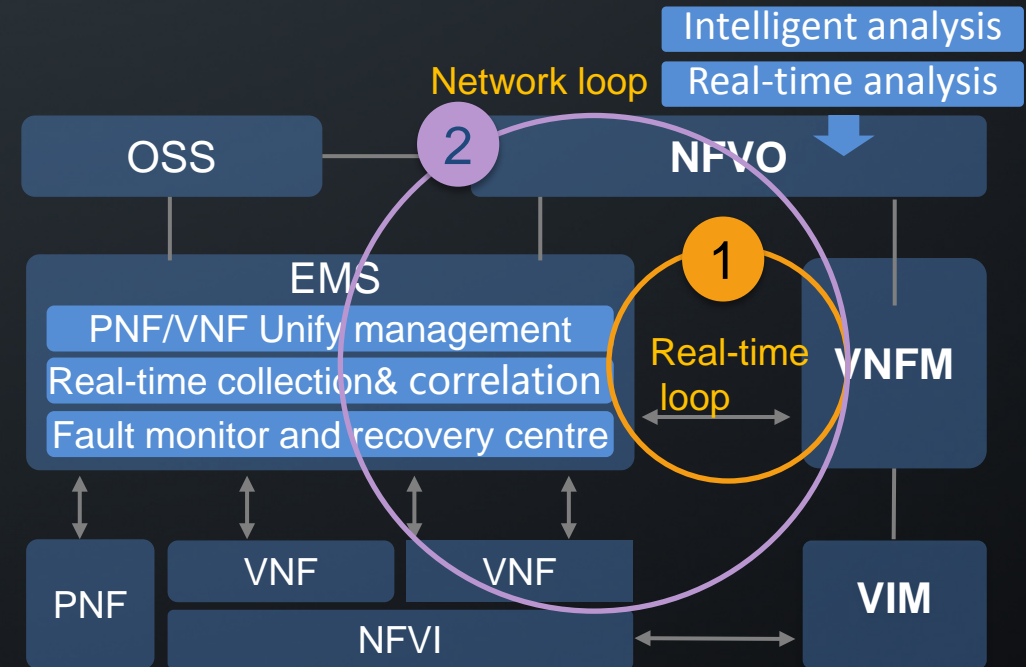 Intelligent analysis
Network loop
Real-time analysis
OSS
2
NFVO
1
EMS
PNF/VNF Unify management
Real-time collection& correlation
Fault monitor and recovery centre
Real-time
loop
VNFM
PNF
VNF
VNF
NFVI
VIM